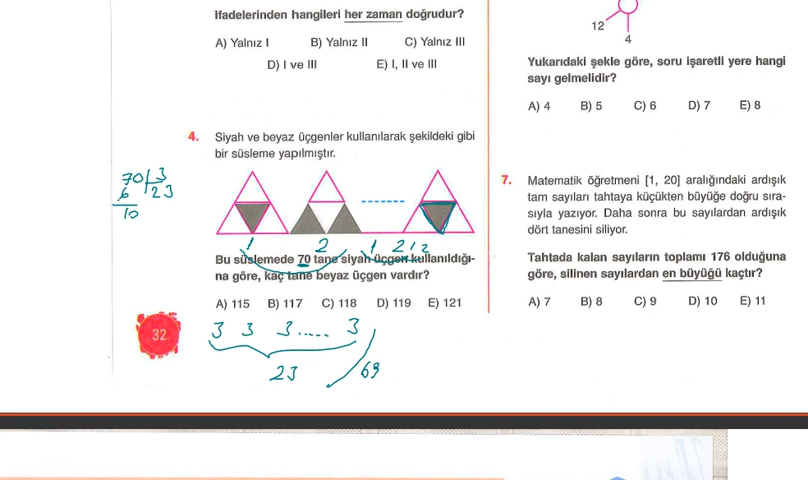 Ifadelerinden hangileri her zaman doğrudur?
A) Yalnız I B) Yalnız II C) Yalnız III
D) I ve III E) I, II ve III
4. Siyah ve beyaz üçgenler kullanılarak şekildeki gibi
bir süsleme yapılmıştır.
70 3
6 23
10
1 2 1 2 1 2
Bu süslemede 70 tane siyah üçgen kullanıldığı-
na göre, kaç tane beyaz üçgen vardır?
A) 115 B) 117 C) 118 D) 119 E) 121
32
3 3 3 ..... 3
23 69
12
4
Yukarıdaki şekle göre, soru işaretli yere hangi
sayı gelmelidir?
A) 4 B) 5 C) 6 D) 7 E) 8
7. Matematik öğretmeni [1, 20] aralığındaki ardışık
tam sayıları tahtaya küçükten büyüğe doğru sıra-
sıyla yazıyor. Daha sonra bu sayılardan ardışık
dört tanesini siliyor.
Tahtada kalan sayıların toplamı 176 olduğuna
göre, silinen sayılardan en büyüğü kaçtır?
A) 7 B) 8 C) 9 D) 10 E) 11